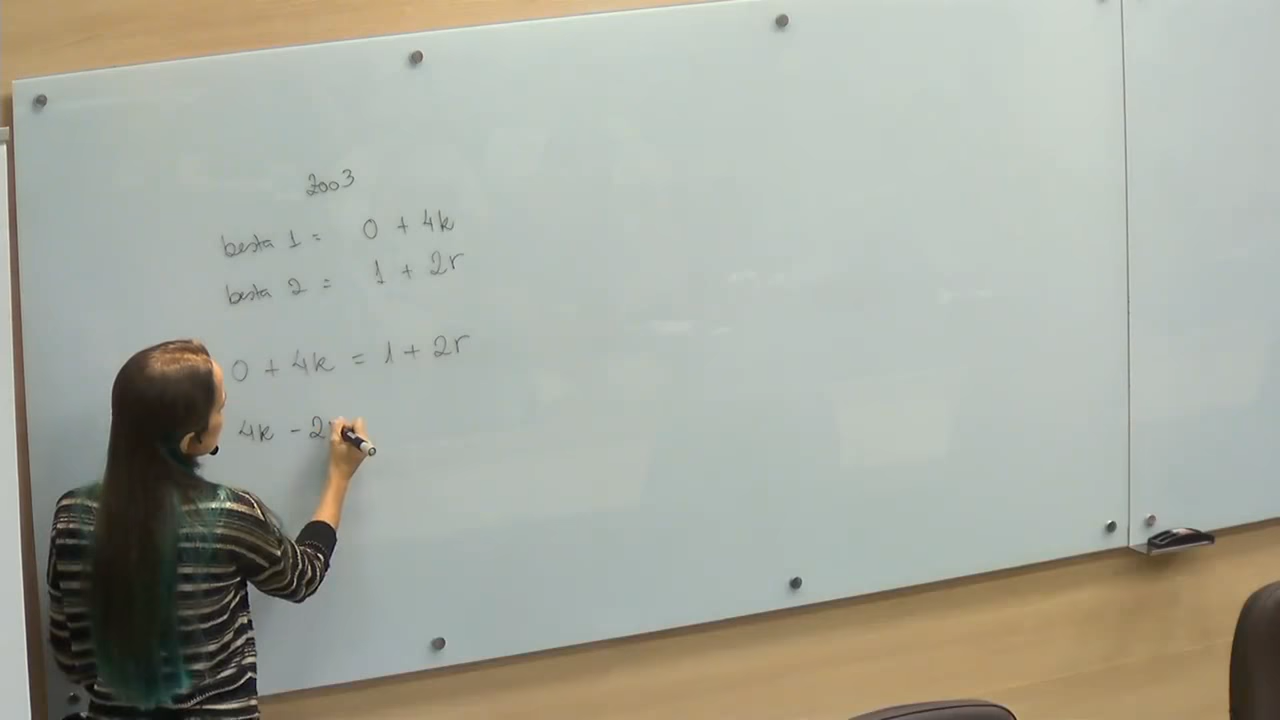 2003
besta 1 = 0 + 4k
besta 2 = 1 + 2r
0 + 4k = 1 + 2r
4k - 2